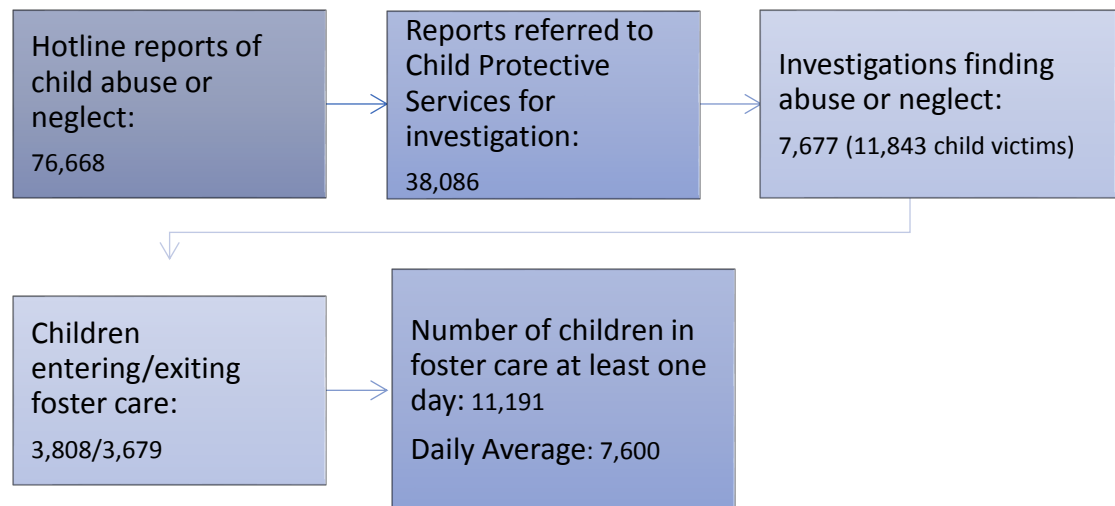 Hotline reports of
child abuse or
neglect:
76,668
Reports referred to
Child Protective
Services for
investigation:
38,086
Investigations finding
abuse or neglect:
7,677 (11,843 child victims)
Children
entering/exiting
foster care:
3,808/3,679
Number of children in
foster care at least one
day: 11,191
Daily Average: 7,600